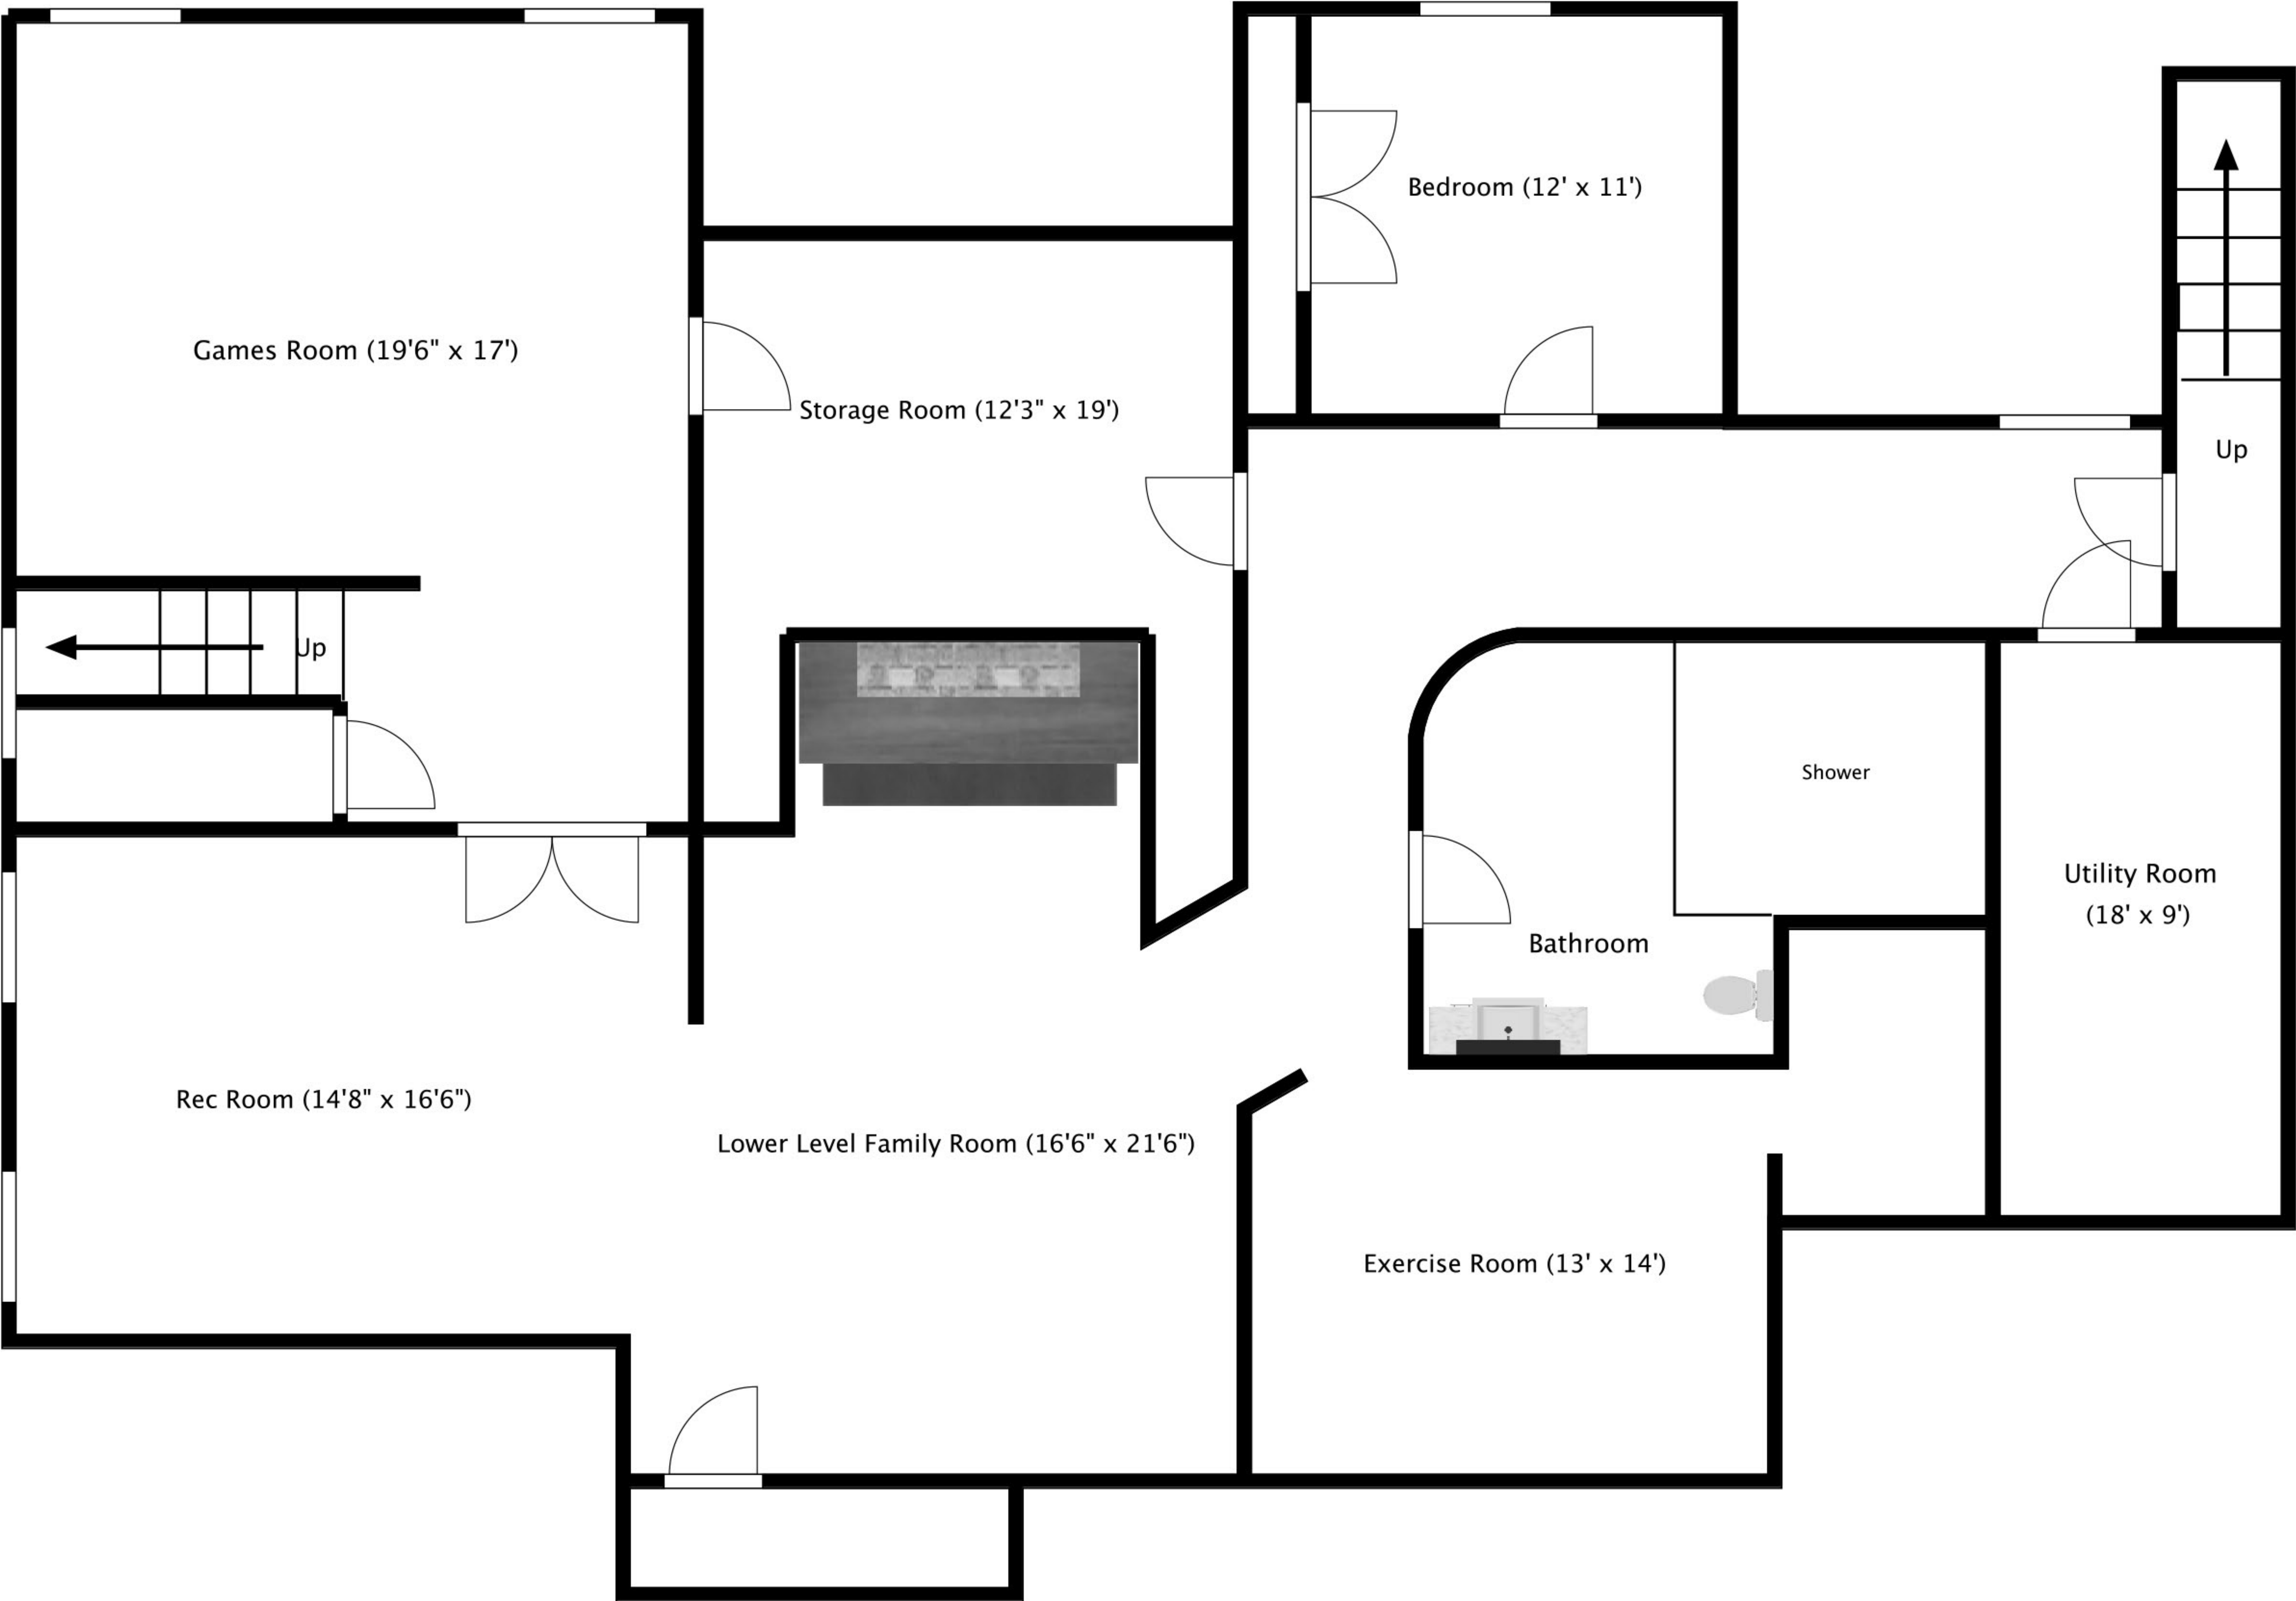 Bedroom (12' x 11')
Games Room (19'6" x 17')
Storage Room (12'3" x 19')
Up
Up
Shower
Utility Room
(18' x 9')
Bathroom
Rec Room (14'8" x 16'6")
Lower Level Family Room (16'6" x 21'6")
Exercise Room (13' x 14')